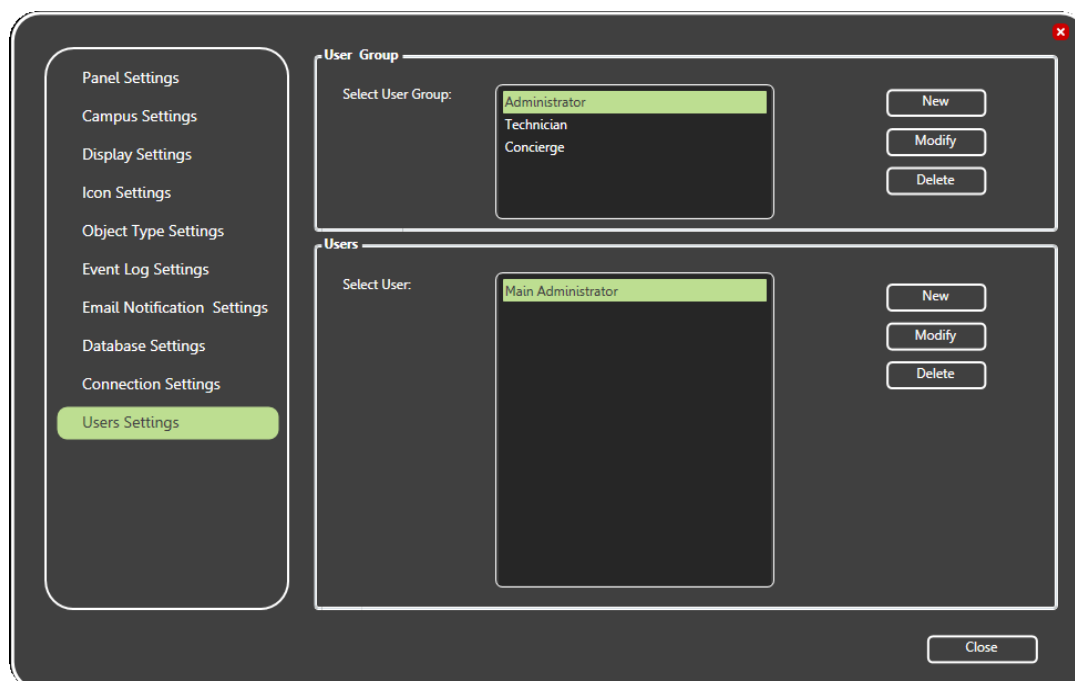 Panel Settings
Campus Settings
Display Settings
Icon Settings
Object Type Settings
Event Log Settings
Email Notification  Settings
Database Settings
Connection Settings
Users Settings
User  Group
Select User Group:
Administrator
Technician
Concierge
New
Modify
Delete
Users
Select User:
Main Administrator
New
Modify
Delete
Close